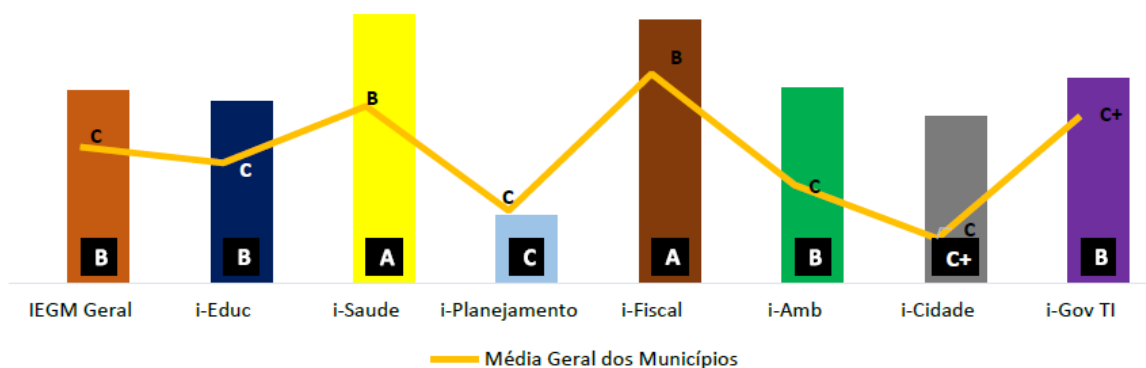 C
C
B
C
B
C
C
C+
B
B
A
C
A
B
C+
B
IEGM Geral
i-Educ
i-Saude
i-Planejamento
i-Fiscal
i-Amb
i-Cidade
i-Gov TI
Média Geral dos Municípios